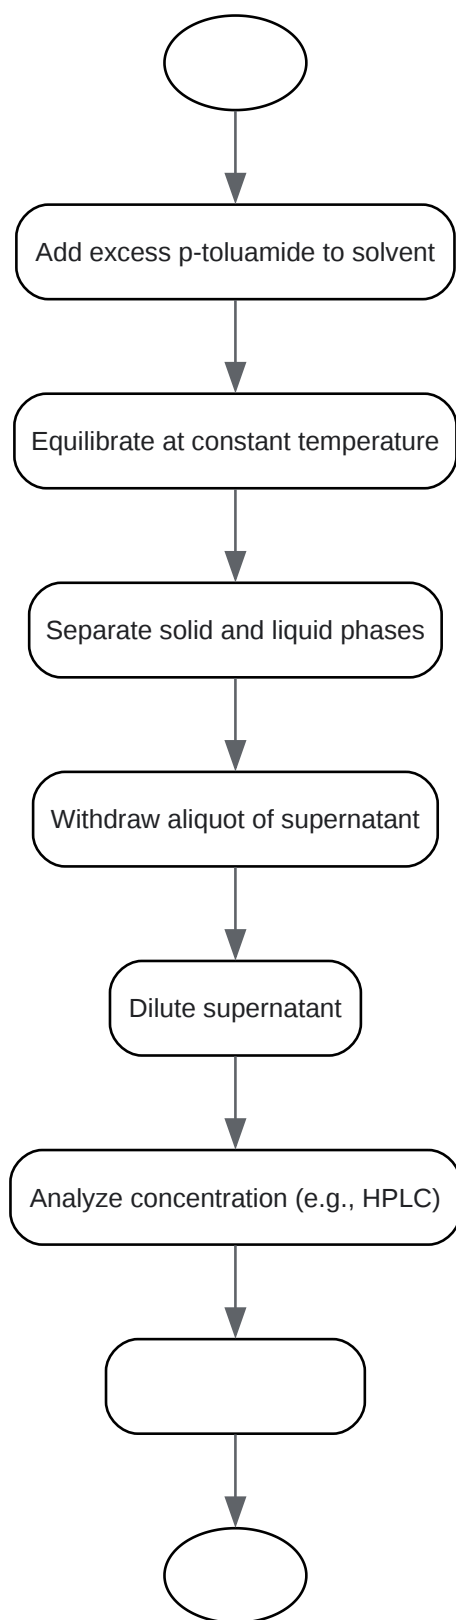 Add excess p-toluamide to solvent
Equilibrate at constant temperature
Separate solid and liquid phases
Withdraw aliquot of supernatant
Dilute supernatant
Analyze concentration (e.g., HPLC)